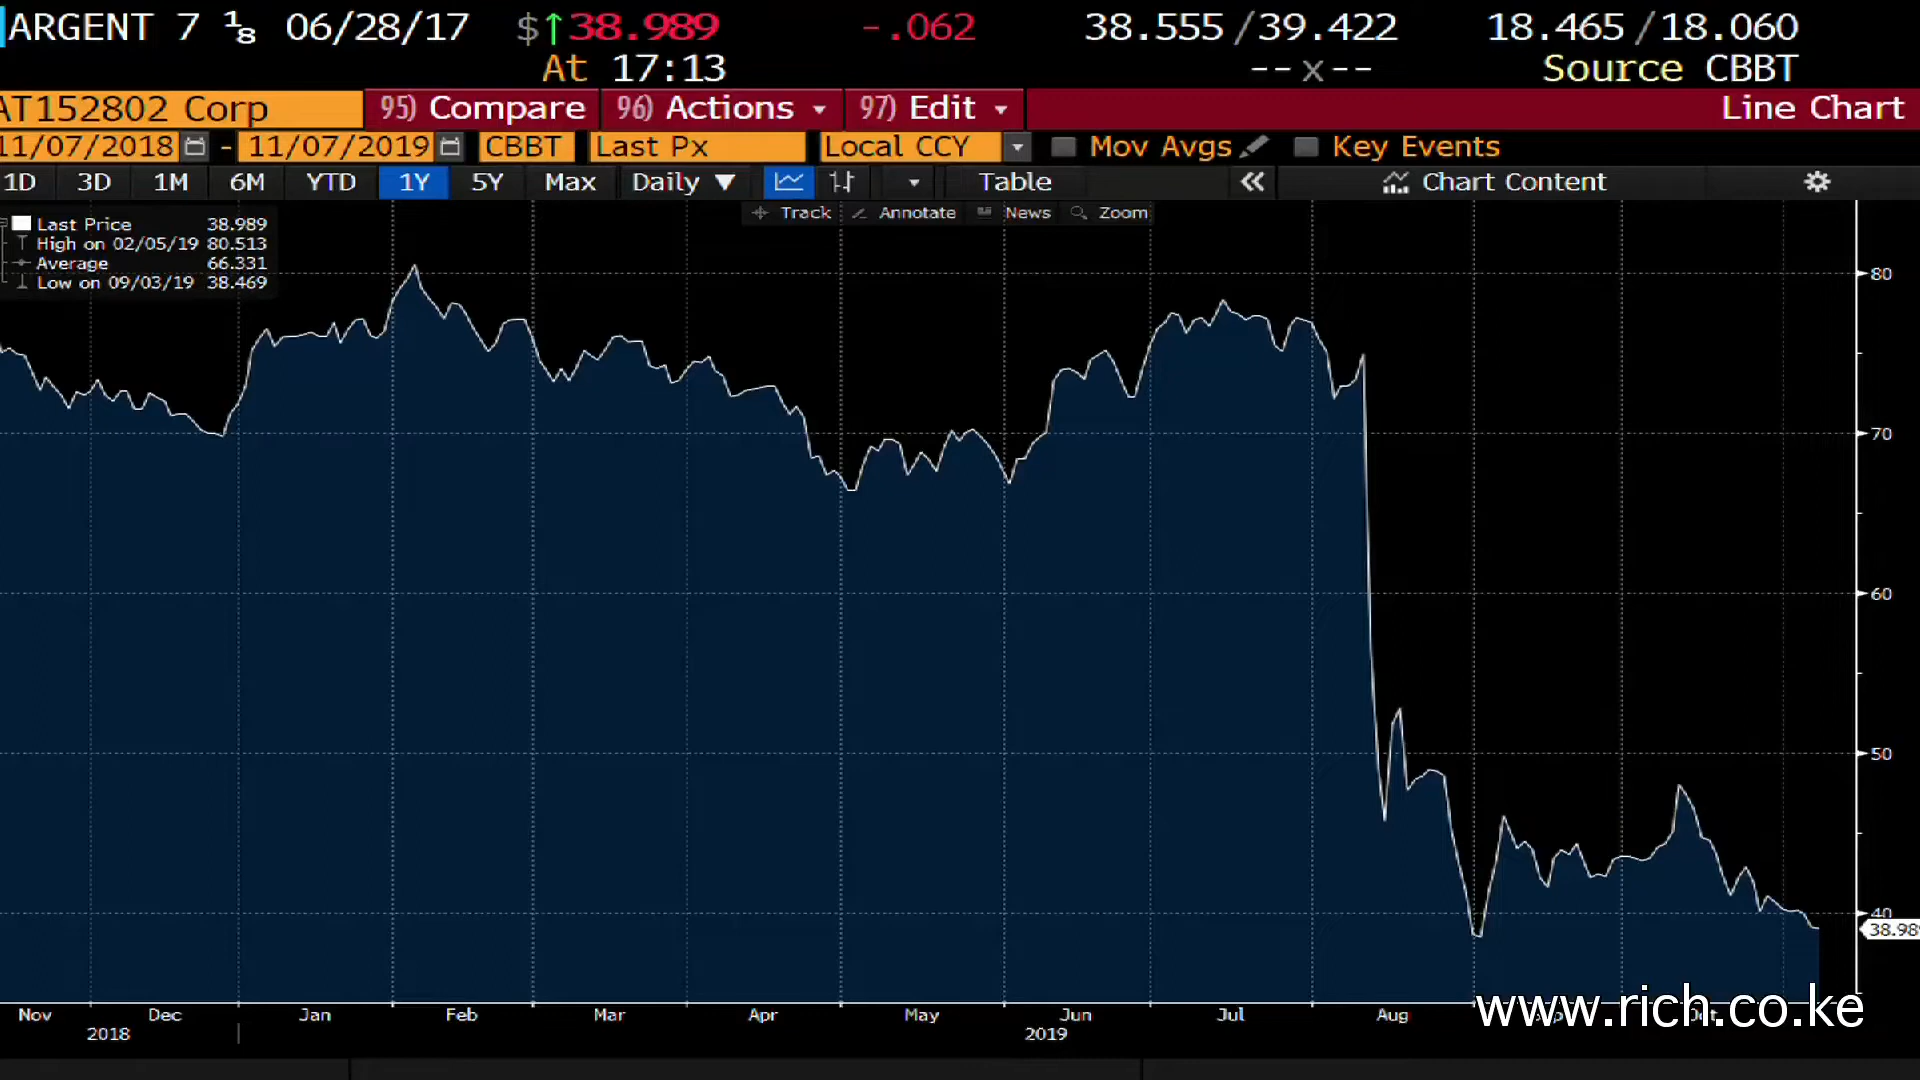 ARGENT 7 ⅛ 06/28/17 $↑38.989 -.062 38.555/39.422 18.465/18.060
At 17:13 --x-- Source CBBT
AT152802 Corp 95) Compare 96) Actions 97) Edit Line Chart
11/07/2018 - 11/07/2019 CBBT Last Px Local CCY Mov Avgs Key Events
1D 3D 1M 6M YTD 1Y 5Y Max Daily ▼ Table « Chart Content
Track Annotate News Zoom
Last Price 38.989
High on 02/05/19 80.513
Average 66.331
Low on 09/03/19 38.469
80
70
60
50
40
38.98
www.rich.co.ke
Nov Dec Jan Feb Mar Apr May Jun Jul Aug
2018 2019